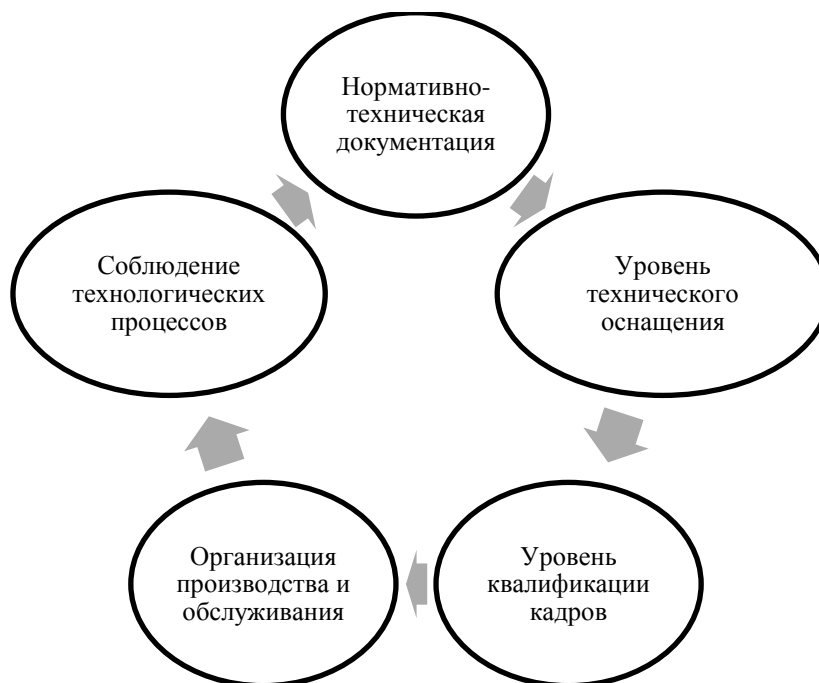 Нормативно-
техническая
документация
Соблюдение
технологических
процессов
Уровень
технического
оснащения
Организация
производства и
обслуживания
Уровень
квалификации
кадров